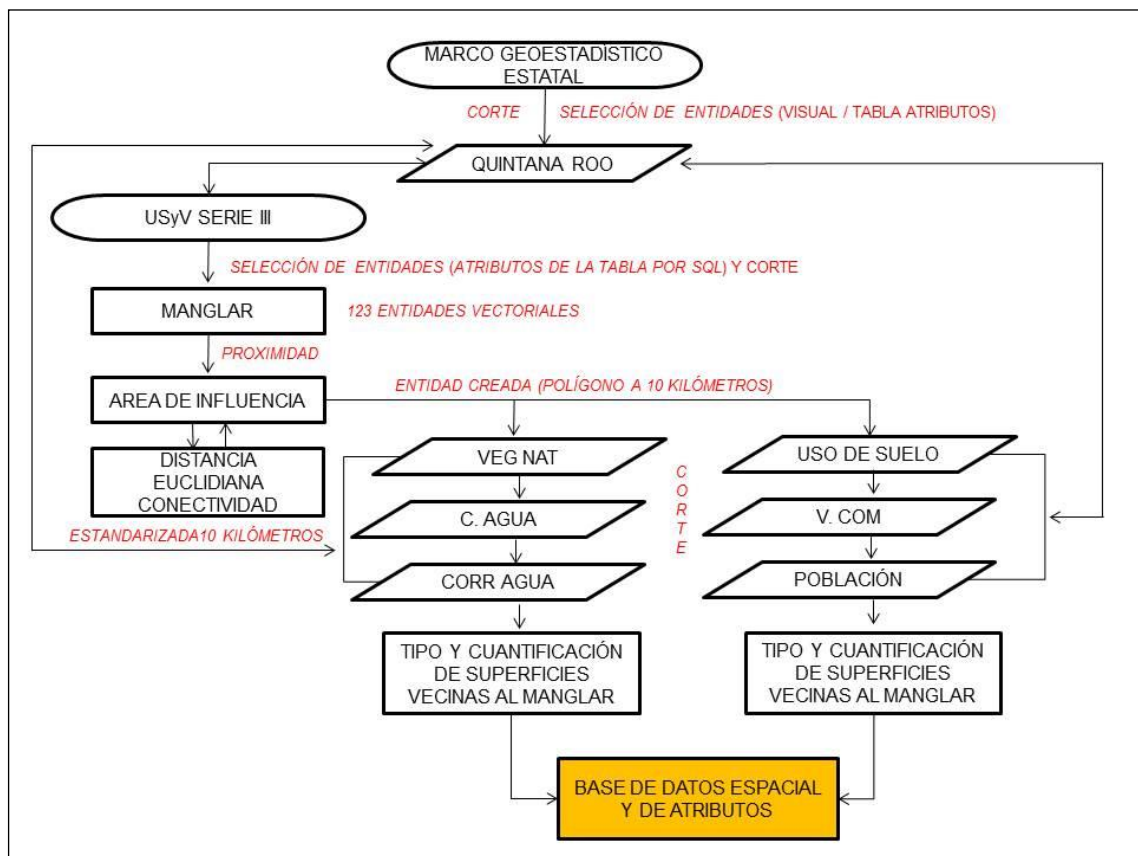 MARCO GEOESTADÍSTICO
ESTATAL
CORTE
SELECCIÓN DE ENTIDADES (VISUAL / TABLA ATRIBUTOS)
QUINTANA ROO
USyV SERIE III
SELECCIÓN DE ENTIDADES (ATRIBUTOS DE LA TABLA POR SQL) Y CORTE
MANGLAR
123 ENTIDADES VECTORIALES
PROXIMIDAD
ENTIDAD CREADA (POLÍGONO A 10 KILÓMETROS)
AREA DE INFLUENCIA
DISTANCIA
EUCLIDIANA
CONECTIVIDAD
ESTANDARIZADA10 KILÓMETROS
VEG NAT
C. AGUA
CORR AGUA
CORTE
USO DE SUELO
V. COM
POBLACIÓN
TIPO Y CUANTIFICACIÓN
DE SUPERFICIES
VECINAS AL MANGLAR
TIPO Y CUANTIFICACIÓN
DE SUPERFICIES
VECINAS AL MANGLAR
BASE DE DATOS ESPACIAL
Y DE ATRIBUTOS